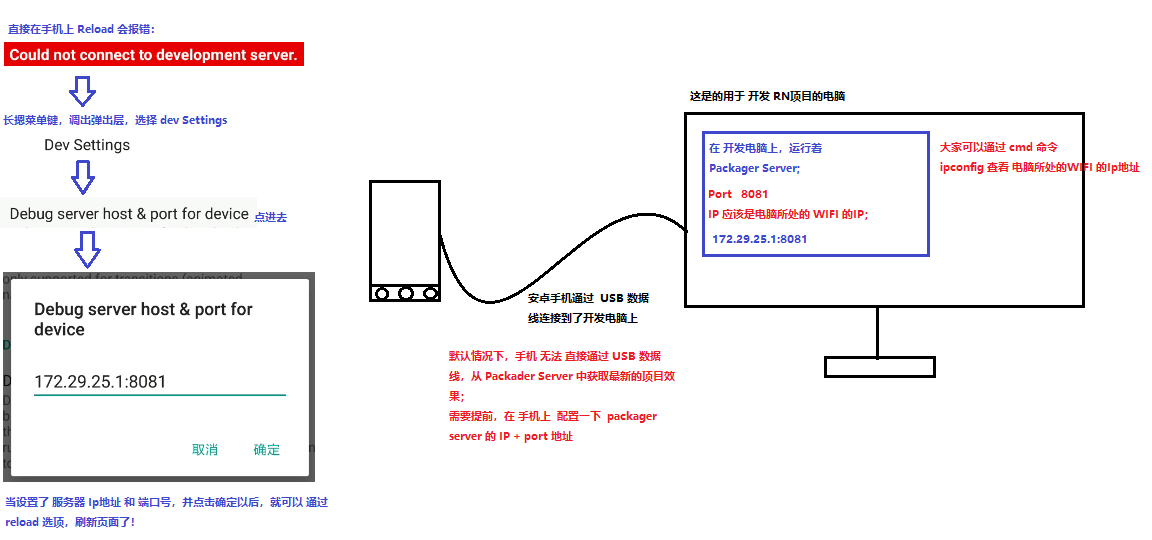 直接在手机上 Reload 会报错：
Could not connect to development server.
长摁菜单键，调出弹出层，选择 dev Settings
Dev Settings
Debug server host & port for device 点进去
only supported for transitions (animated
Debug server host & port for
device
172.29.25.1:8081
取消 确定
当设置了 服务器 Ip地址 和 端口号，并点击确定以后，就可以 通过
reload 选项，刷新页面了！
这是的用于 开发 RN项目的电脑
在 开发电脑上，运行着
Packager Server;
Port 8081
IP 应该是电脑所处的 WIFI 的IP；
172.29.25.1:8081
大家可以通过 cmd 命令
ipconfig 查看 电脑所处的WIFI 的Ip地址
安卓手机通过 USB 数据
线连接到了开发电脑上
默认情况下，手机 无法 直接通过 USB 数据
线，从 Packader Server 中获取最新的项目效
果；
需要提前，在 手机上 配置一下 packager
server 的 IP + port 地址